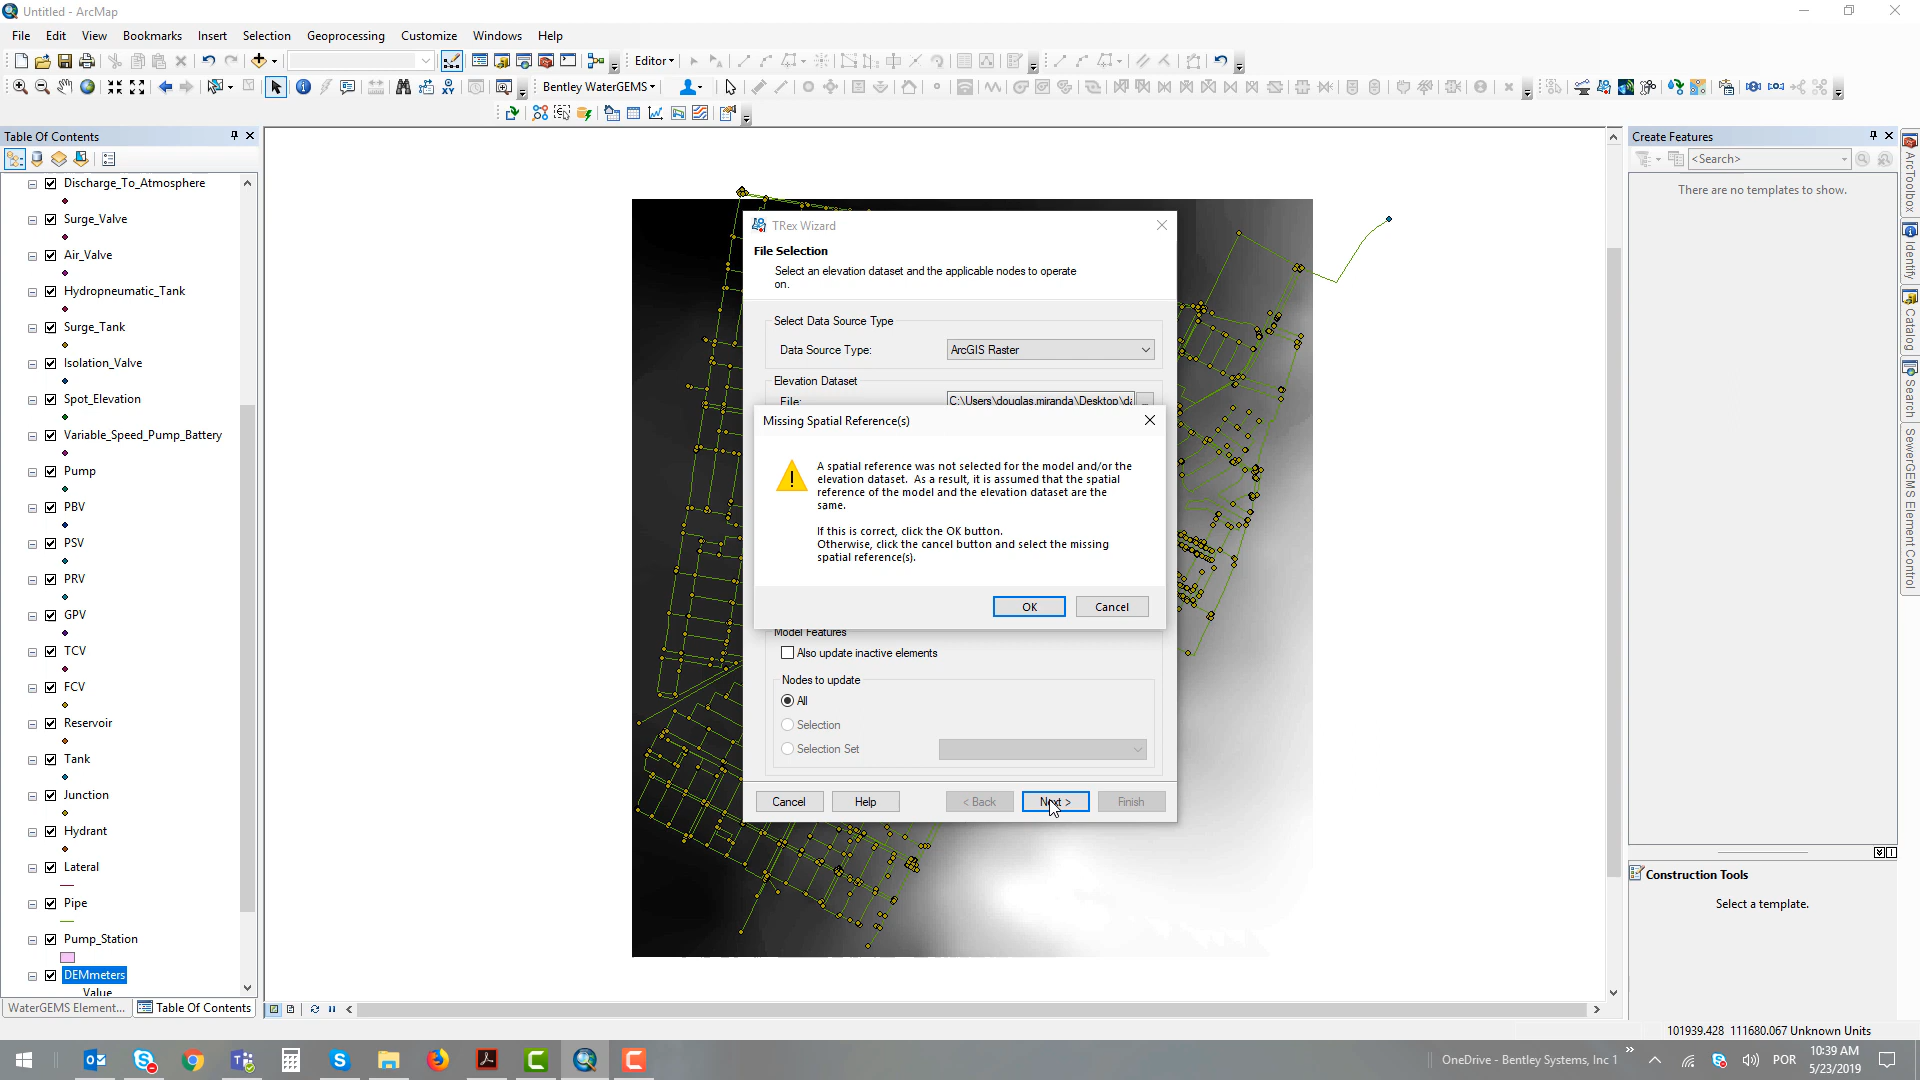 Untitled - ArcMap
File Edit View Bookmarks Insert Selection Geoprocessing Customize Windows Help
Editor
Bentley WaterGEMS
Table Of Contents
Discharge_To_Atmosphere
Surge_Valve
Air_Valve
Hydropneumatic_Tank
Surge_Tank
Isolation_Valve
Spot_Elevation
Variable_Speed_Pump_Battery
Pump
PBV
PSV
PRV
GPV
TCV
FCV
Reservoir
Tank
Junction
Hydrant
Lateral
Pipe
Pump_Station
DEMmeters
Value
WaterGEMS Element... Table Of Contents
TRex Wizard
File Selection
Select an elevation dataset and the applicable nodes to operate
on.
Select Data Source Type
Data Source Type: ArcGIS Raster
Elevation Dataset
File: C:\Users\douglas.miranda\Desktop\da
Missing Spatial Reference(s)
A spatial reference was not selected for the model and/or the
elevation dataset. As a result, it is assumed that the spatial
reference of the model and the elevation dataset are the
same.
If this is correct, click the OK button.
Otherwise, click the cancel button and select the missing
spatial reference(s).
OK Cancel
Model Features
Also update inactive elements
Nodes to update
All
Selection
Selection Set
Cancel Help < Back Next > Finish
Create Features
<Search>
There are no templates to show.
Construction Tools
Select a template.
ArcToolbox
Identify
Catalog
Search
SewerGEMS Element Control
101939.428 111680.067 Unknown Units
OneDrive - Bentley Systems, Inc 1
POR
10:39 AM
5/23/2019